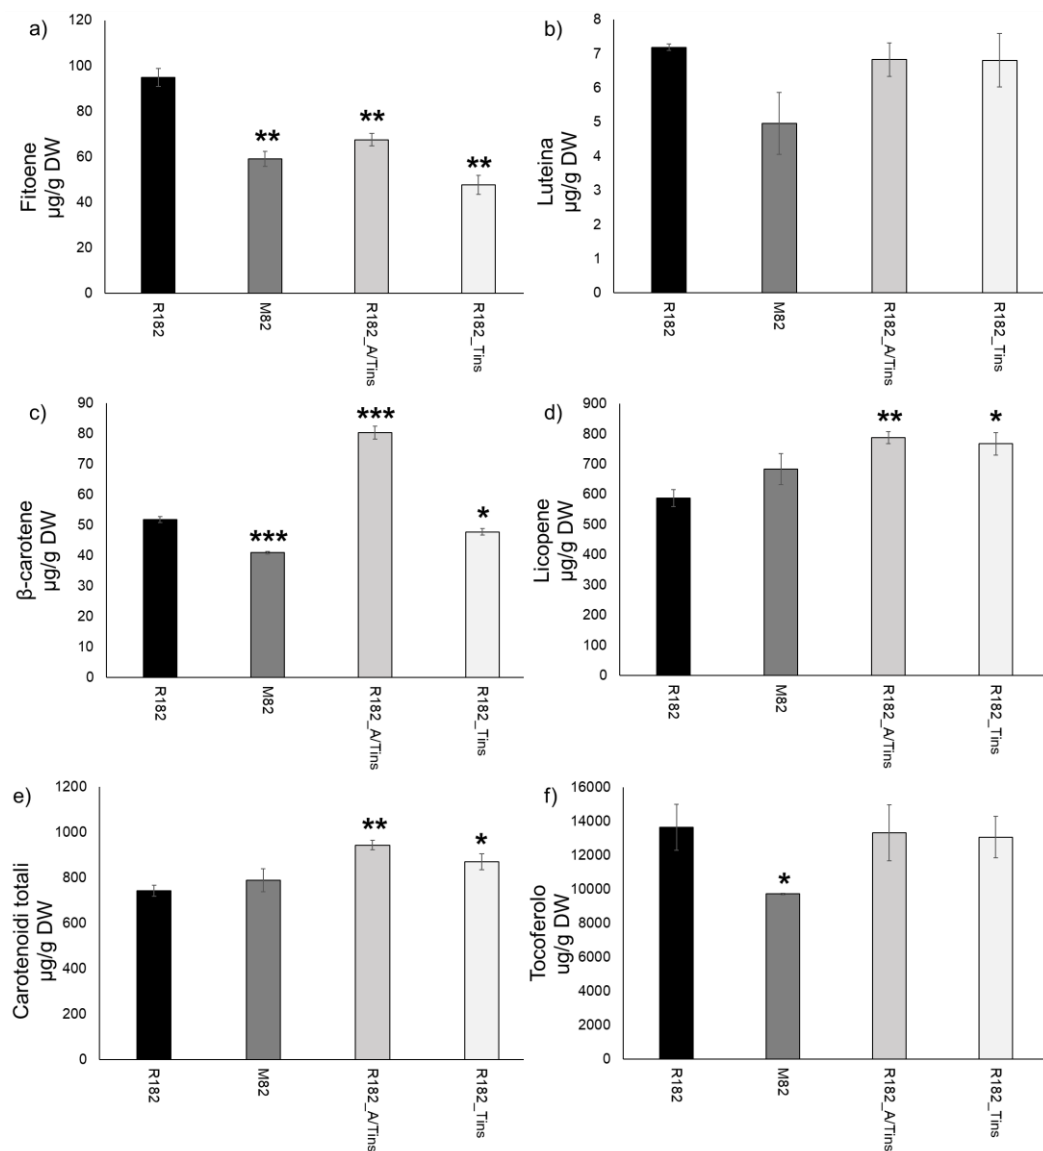 a)
Fitoene
µg/g DW
120
100
80
60
40
20
0
**
**
**
R182
M82
R182_A/Tins
R182_Tins
b)
Luteina
µg/g DW
8
7
6
5
4
3
2
1
0
R182
M82
R182_A/Tins
R182_Tins
c)
β-carotene
µg/g DW
90
80
70
60
50
40
30
20
10
0
***
***
*
R182
M82
R182_A/Tins
R182_Tins
d)
Licopene
µg/g DW
900
800
700
600
500
400
300
200
100
0
**
*
R182
M82
R182_A/Tins
R182_Tins
e)
Carotenoidi totali
µg/g DW
1200
1000
800
600
400
200
0
**
*
R182
M82
R182_A/Tins
R182_Tins
f)
Tocoferolo
ug/g DW
16000
14000
12000
10000
8000
6000
4000
2000
0
*
R182
M82
R182_A/Tins
R182_Tins